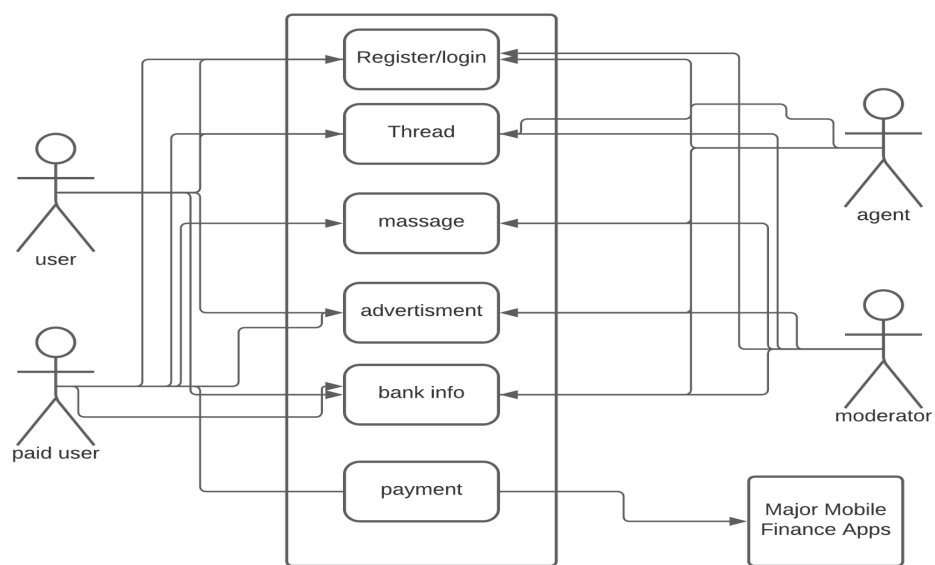 Register/login
Thread
massage
advertisment
bank info
payment
user
paid user
agent
moderator
Major Mobile
Finance Apps